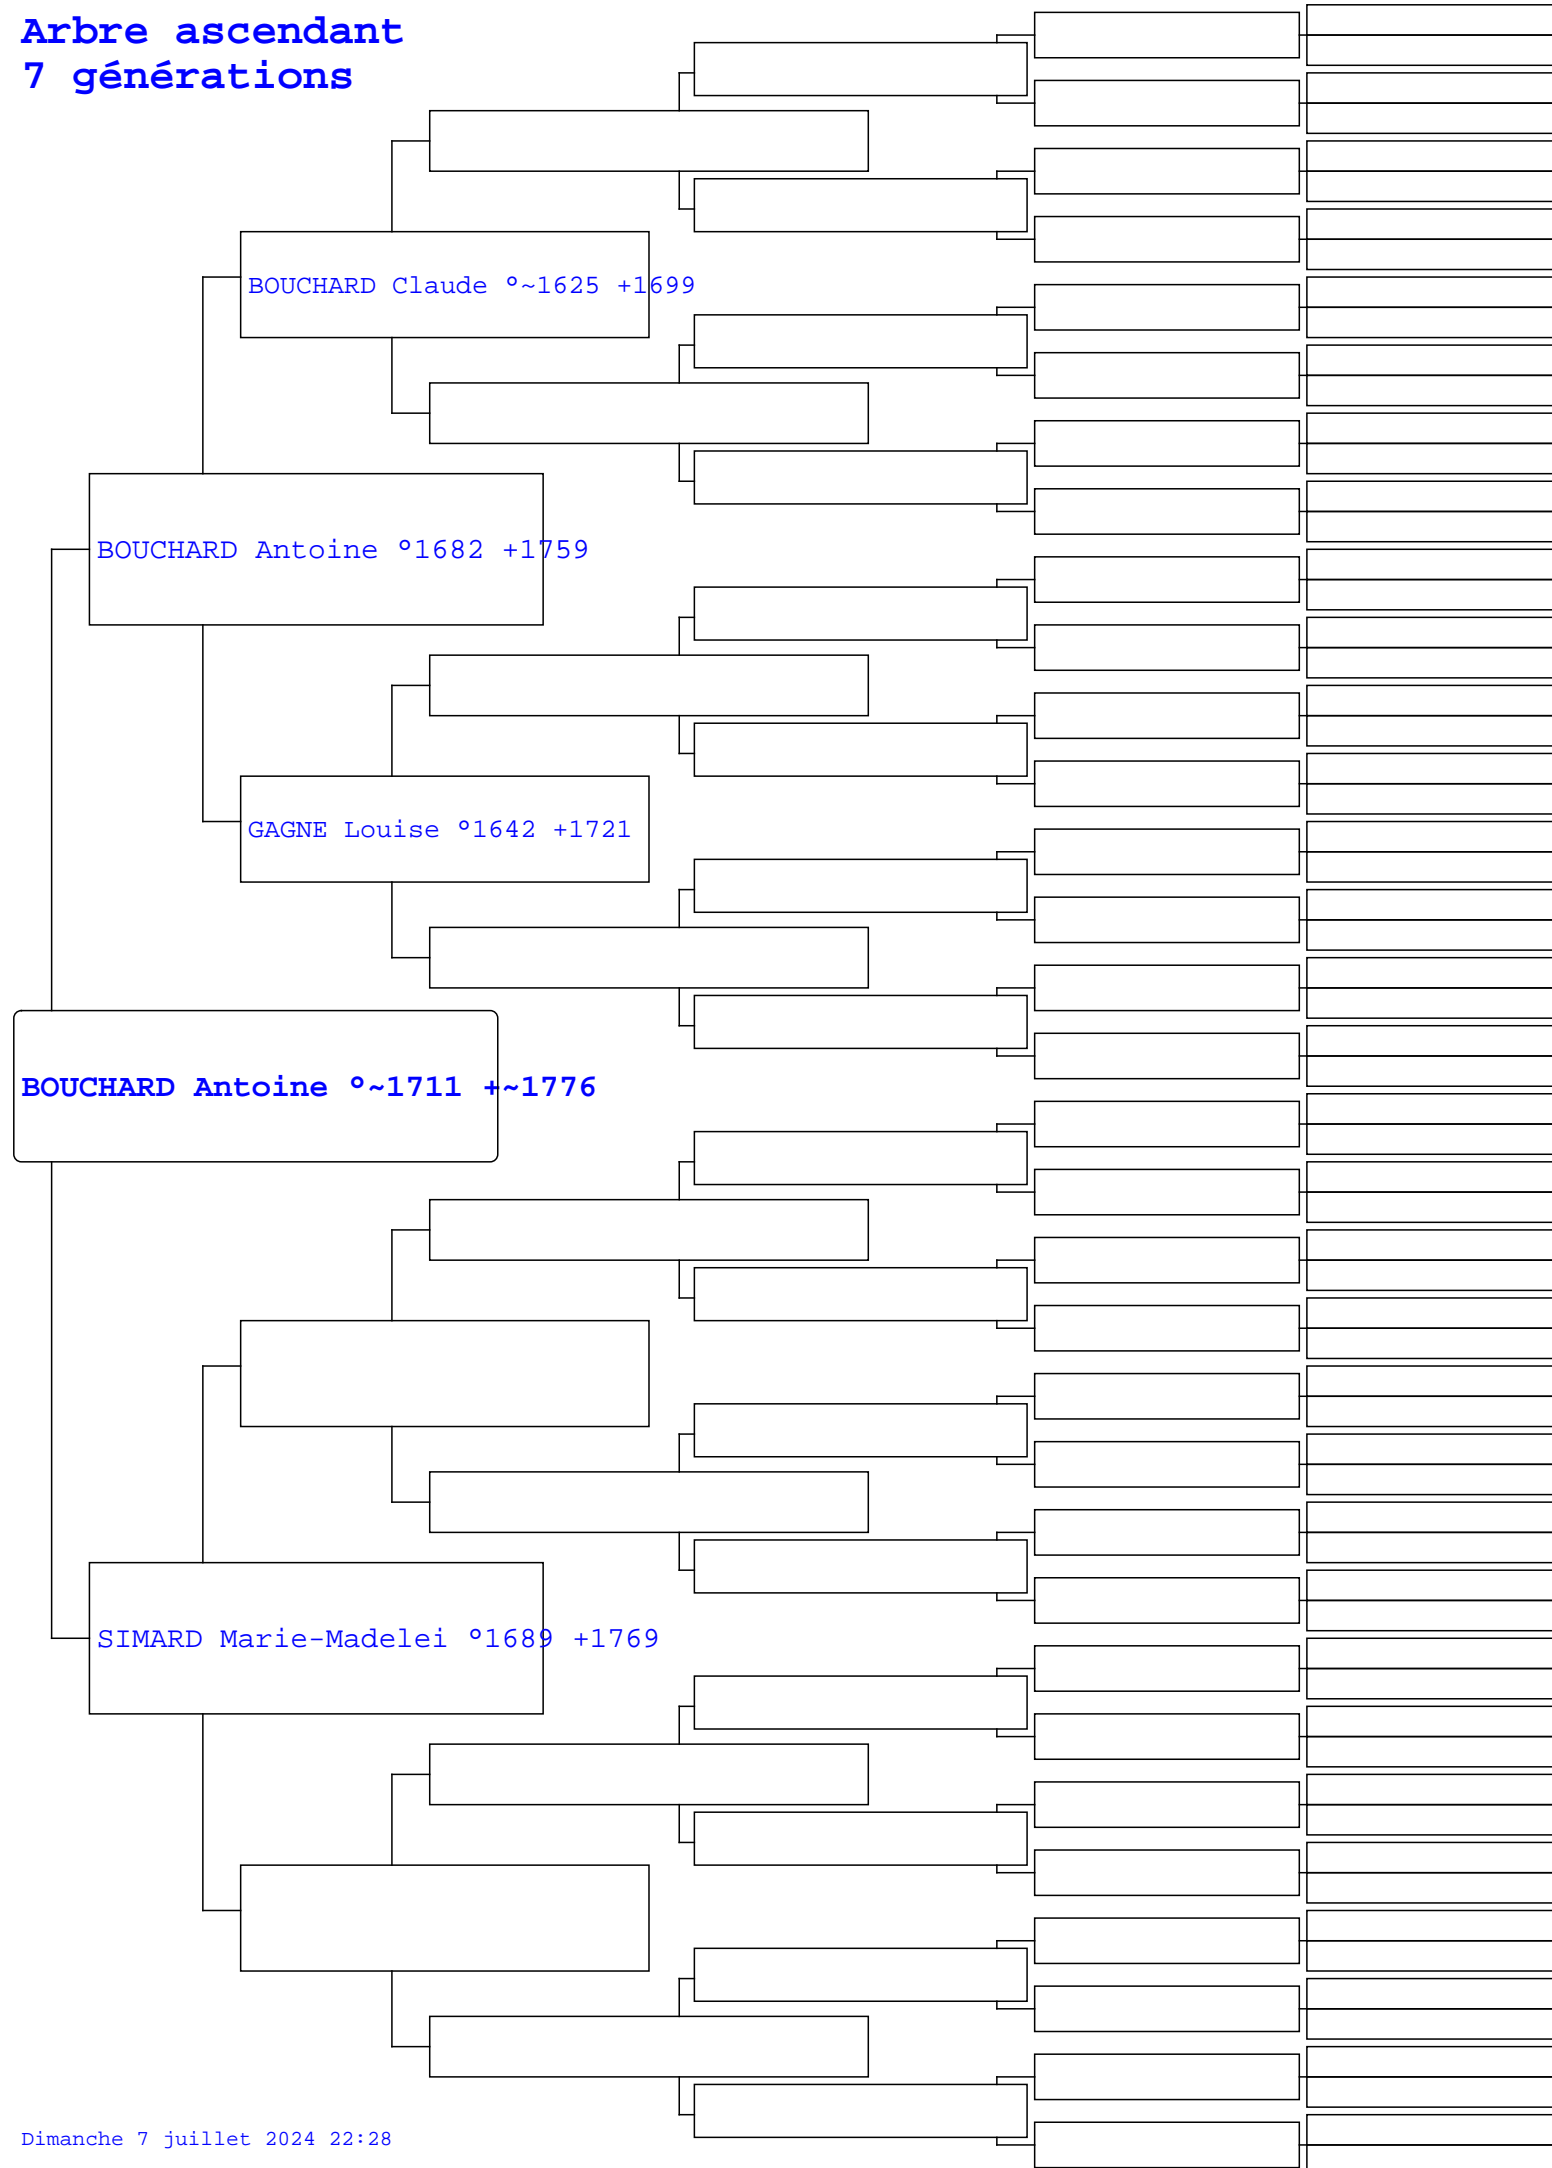 Arbre ascendant
7 générations
BOUCHARD Claude °~1625 +1699
BOUCHARD Antoine °1682 +1759
GAGNE Louise °1642 +1721
BOUCHARD Antoine °~1711 +~1776
SIMARD Marie-Madelei °1689 +1769
Dimanche 7 juillet 2024 22:28